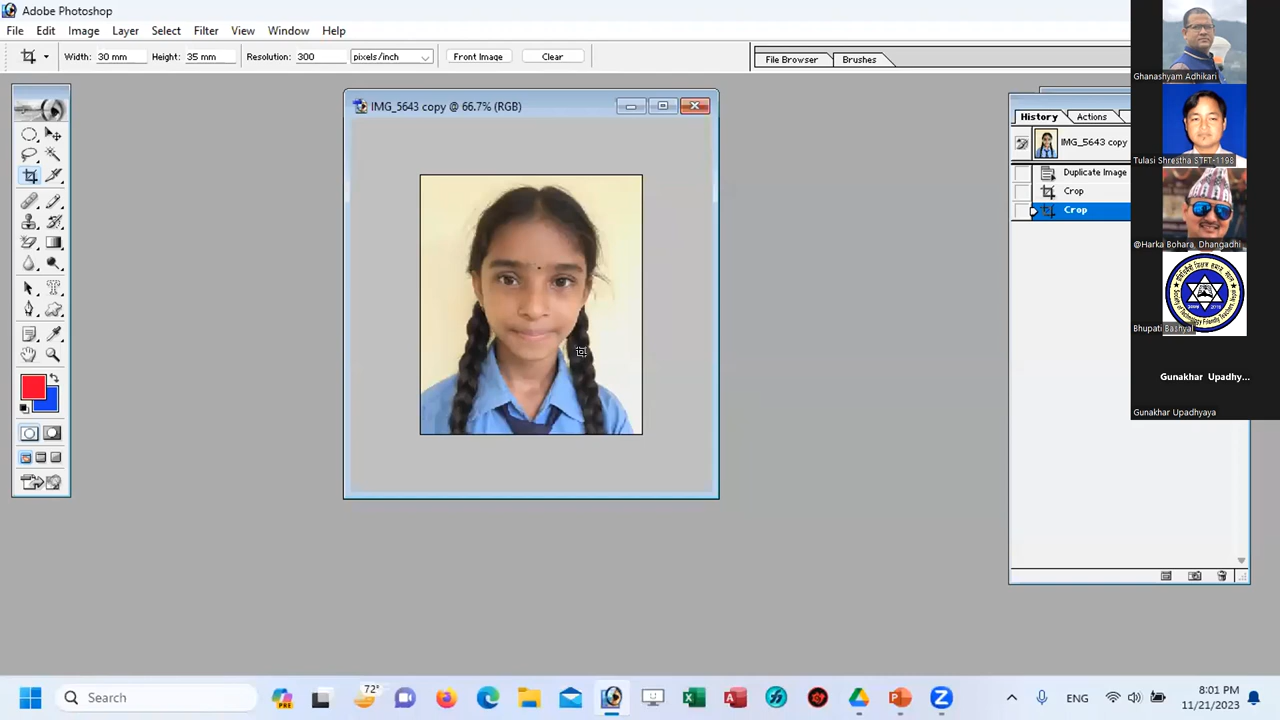 Adobe Photoshop
File Edit Image Layer Select Filter View Window Help
Width: 30 mm Height: 35 mm Resolution: 300 pixels/inch Front Image Clear File Browser Brushes
IMG_5643 copy @ 66.7% (RGB)
History Actions
IMG_5643 copy
Duplicate Image
Crop
Crop
Ghanashyam Adhikari
Tulasi Shrestha STFT-1198
@Harka Bohara, Dhangadhi
Bhupati Bashyal
Gunakhar Upadhy...
Gunakhar Upadhyaya
Search
PRE
72°
ENG
8:01 PM
11/21/2023